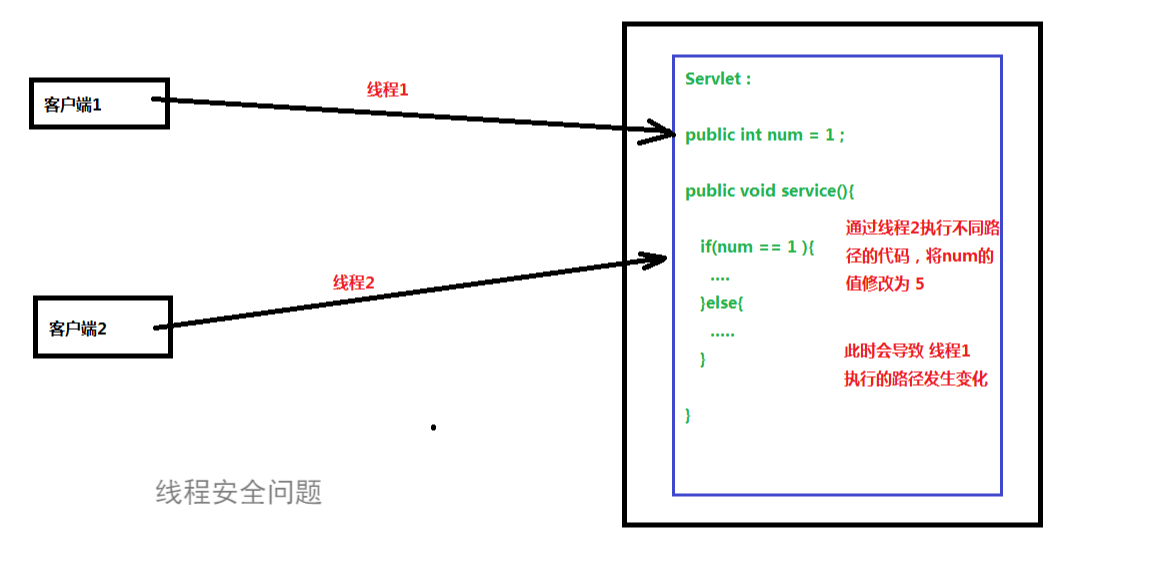 客户端1
线程1
Servlet :
public int num = 1 ;
public void service(){
if(num == 1 ){
....
}else{
.....
}
}
通过线程2执行不同路
径的代码，将num的
值修改为 5
此时会导致 线程1
执行的路径发生变化
线程2
客户端2
线程安全问题